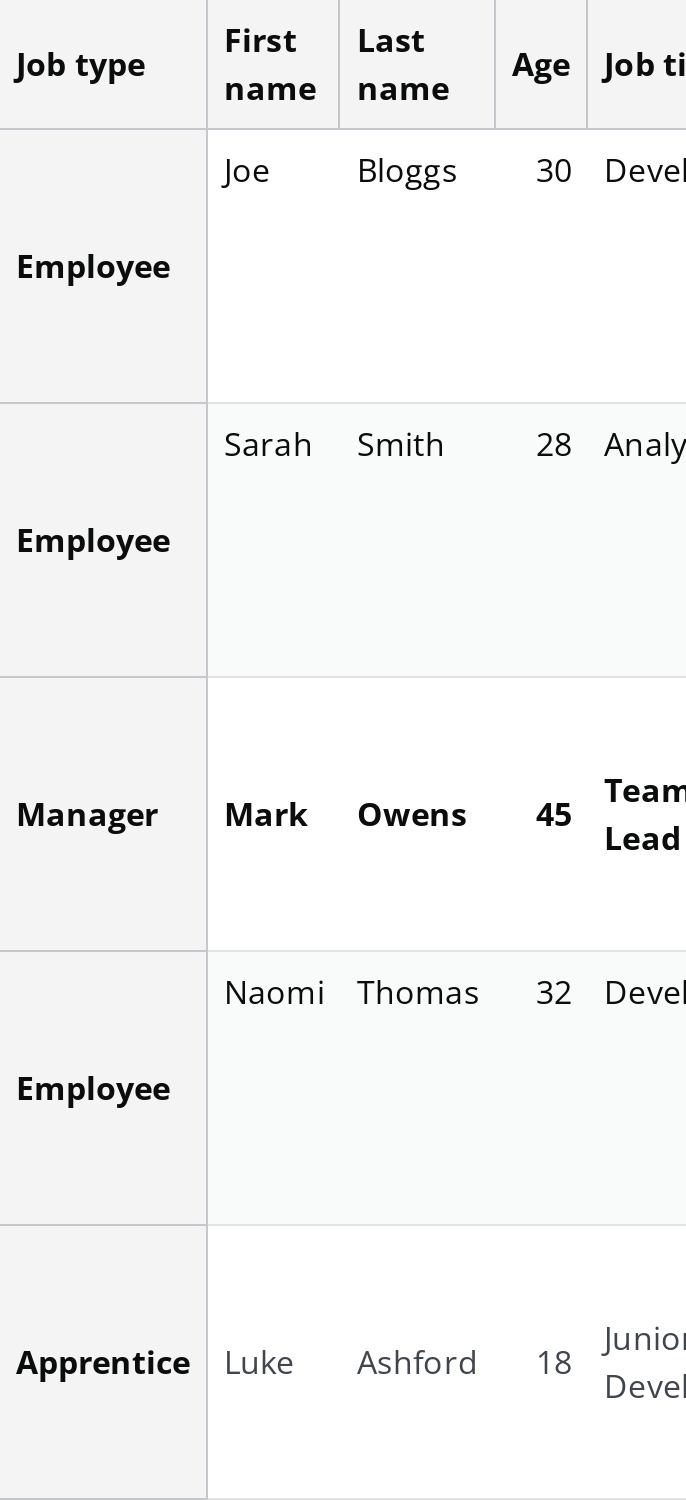 Job type First name Last name Age Job ti
Employee Joe Bloggs 30 Devel
Employee Sarah Smith 28 Analy
Manager Mark Owens 45 Team Lead
Employee Naomi Thomas 32 Devel
Apprentice Luke Ashford 18 Junior Devel